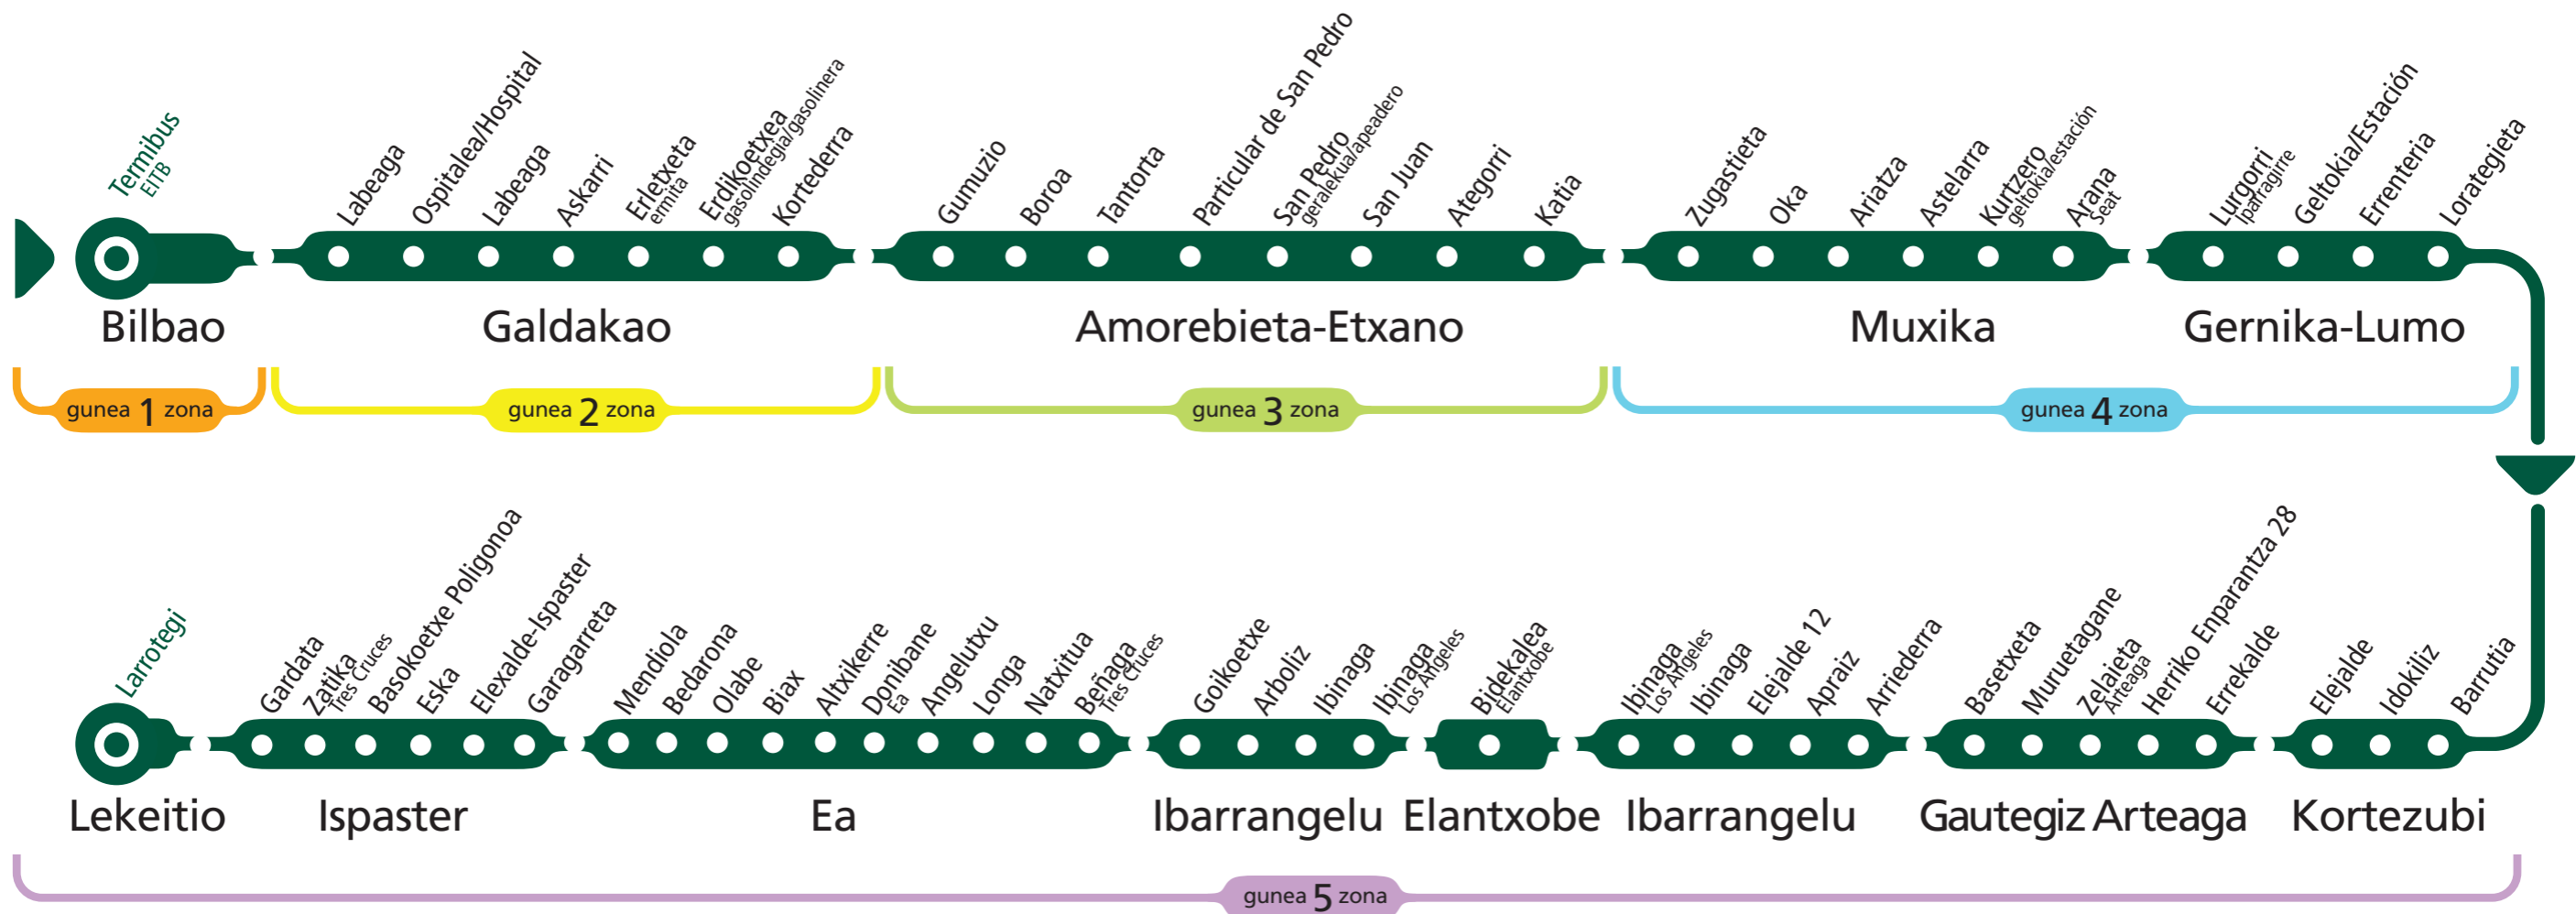 Termibus
EITB
Labeaga
Ospitalea/Hospital
Labeaga
Askarri
Erletxeta
ermita
Erdikoetxea
gasolindegia/gasolinera
Kortederra
Gumuzio
Boroa
Tantorta
Particular de San Pedro
San Pedro
geralekua/apeadero
San Juan
Ategorri
Katia
Zugastieta
Oka
Ariatza
Astelarra
Kurtzero
geltokia/estación
Arana
Seat
Lurgorri
Iparragirre
Geltokia/Estación
Errenteria
Lorategieta
Bilbao
Galdakao
Amorebieta-Etxano
Muxika
Gernika-Lumo
gunea 1 zona
gunea 2 zona
gunea 3 zona
gunea 4 zona
Larrotegi
Gardata
Zatika
Tres Cruces
Basokoetxe Poligonoa
Eska
Elexalde-Ispaster
Garagarreta
Mendiola
Bedarona
Olabe
Biax
Altxikerre
Donibane
Ea
Angelutxu
Longa
Natxitua
Beñaga
Tres Cruces
Goikoetxe
Arboliz
Ibinaga
Ibinaga
Los Angeles
Bidekalea
Elantxobe
Ibinaga
Los Angeles
Ibinaga
Elejalde 12
Apraiz
Arriederra
Basetxeta
Muruetagane
Zelaieta
Arteaga
Herriko Enparantza 28
Errekalde
Elejalde
Idokiliz
Barrutia
Lekeitio
Ispaster
Ea
Ibarrangelu
Elantxobe
Ibarrangelu
Gautegiz Arteaga
Kortezubi
gunea 5 zona